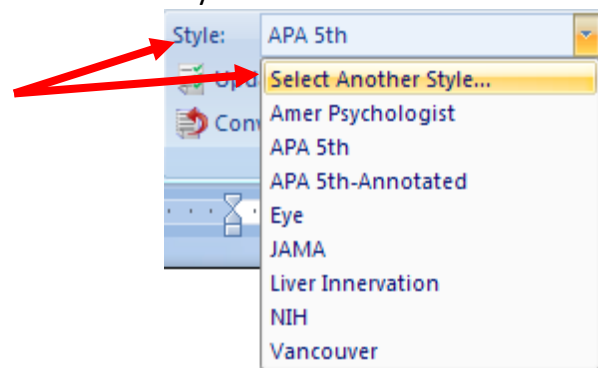 Style: APA 5th
Select Another Style...
Amer Psychologist
APA 5th
APA 5th-Annotated
Eye
JAMA
Liver Innervation
NIH
Vancouver